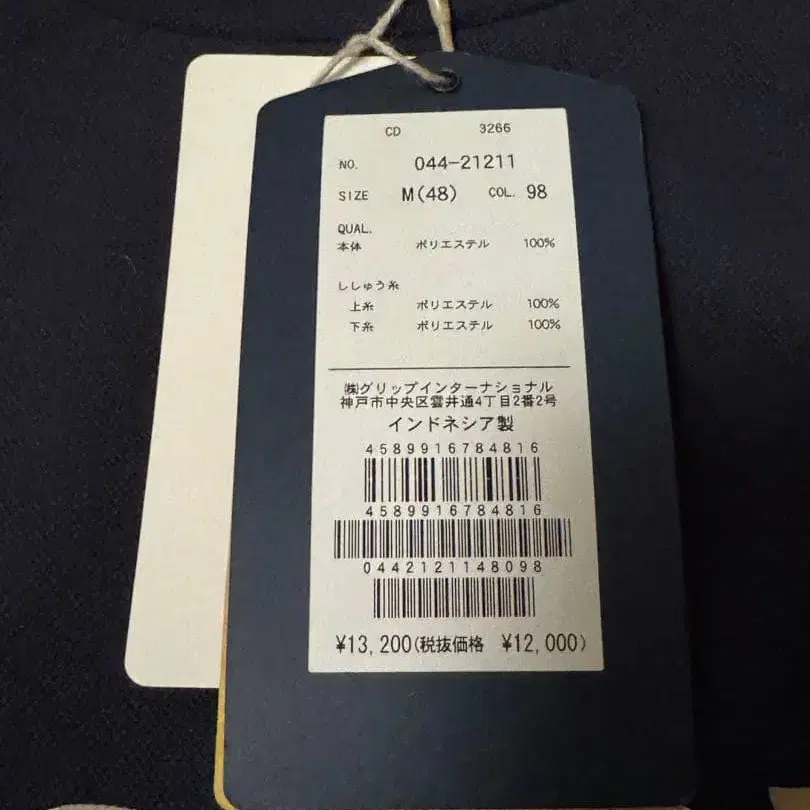 CD 3266
NO. 044-21211
SIZE M(48) COL. 98
QUAL.
本体 ポリエステル 100%
ししゅう糸
上糸 ポリエステル 100%
下糸 ポリエステル 100%
㈱グリップインターナショナル
神戸市中央区雲井通4丁目2番2号
インドネシア製
4589916784816
4589916784816
0442121148098
¥13,200(税抜価格 ¥12,000)